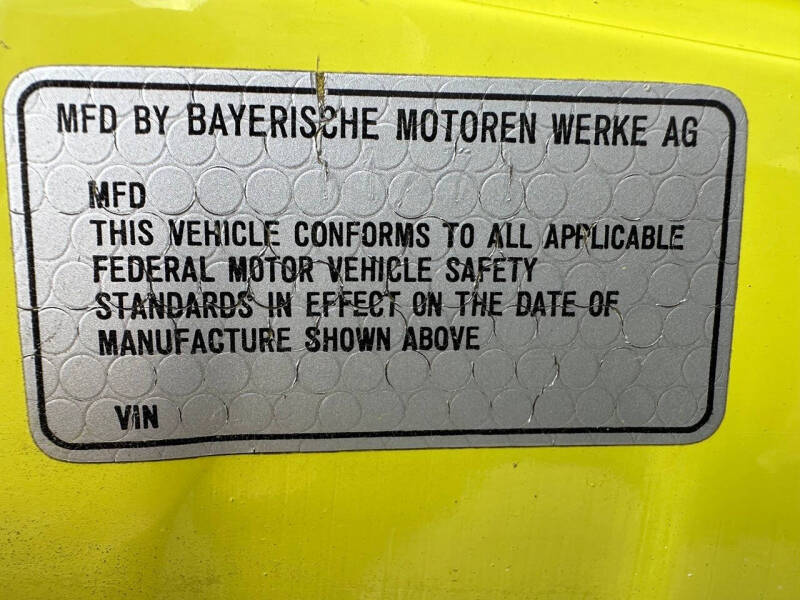 MFD BY BAYERISCHE MOTOREN WERKE AG
MFD
THIS VEHICLE CONFORMS TO ALL APPLICABLE
FEDERAL MOTOR VEHICLE SAFETY
STANDARDS IN EFFECT ON THE DATE OF
MANUFACTURE SHOWN ABOVE
VIN